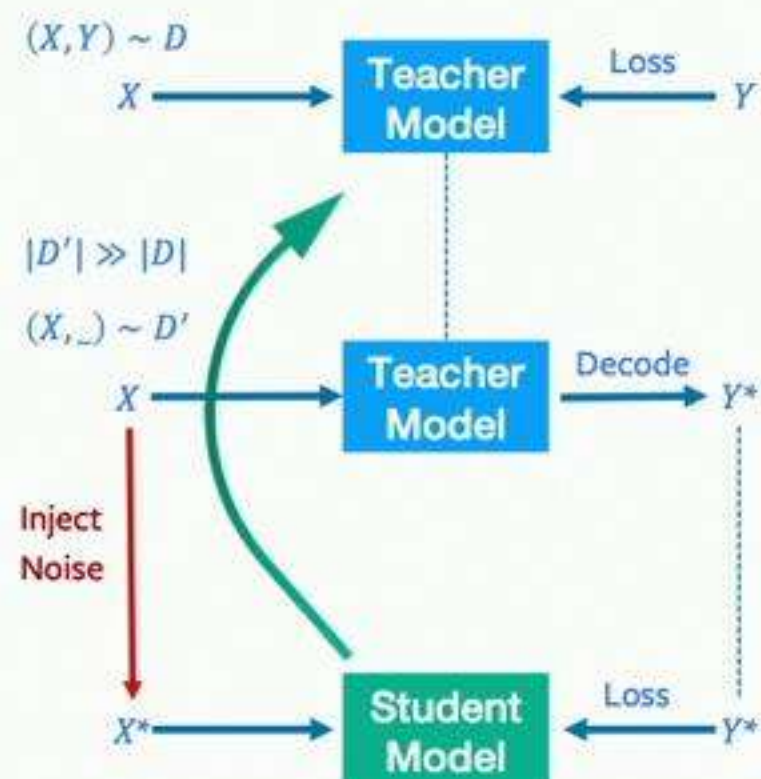 (X,Y) ~ D
X
Teacher
Model
Loss
Y
|D'| ≫ |D|
(X,_) ~ D'
X
Teacher
Model
Decode
Y*
Inject
Noise
X*
Student
Model
Loss
Y*